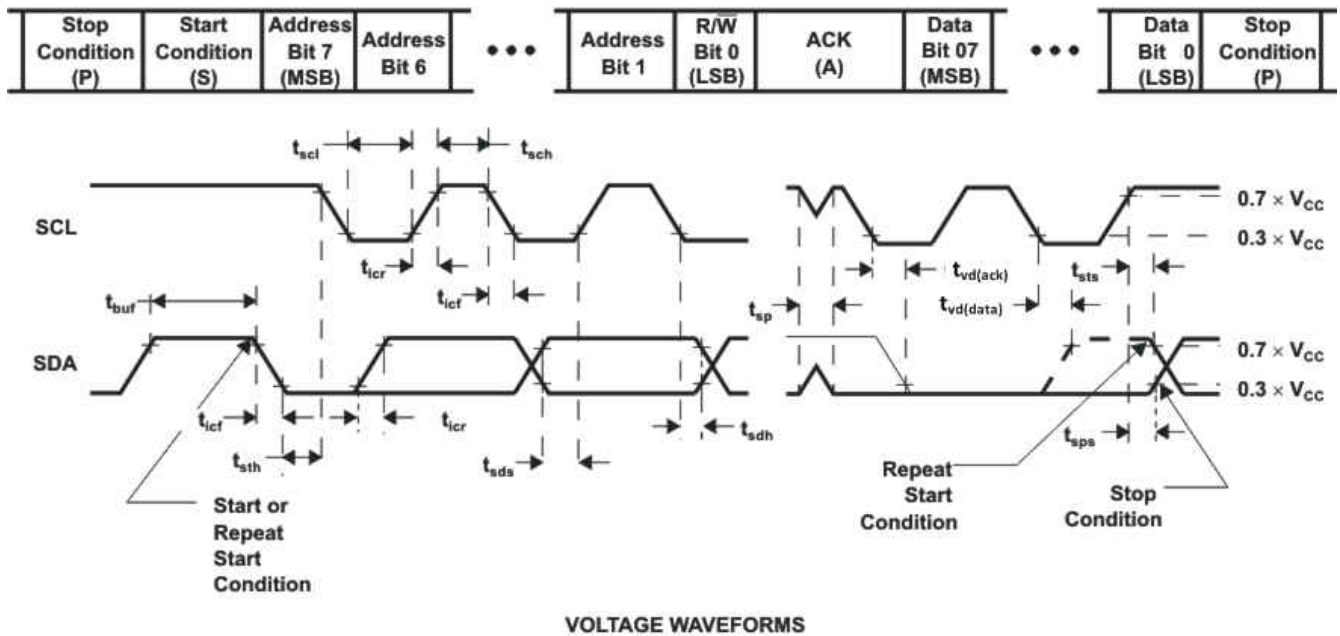 Stop
Condition
(P)
Start
Condition
(S)
Address
Bit 7
(MSB)
Address
Bit 6
•••
Address
Bit 1
R/W̅
Bit 0
(LSB)
ACK
(A)
Data
Bit 07
(MSB)
•••
Data
Bit 0
(LSB)
Stop
Condition
(P)
tscl
tsch
0.7 × VCC
SCL
0.3 × VCC
ticr
tvd(ack)
tsts
tbuf
ticf
tsp
tvd(data)
SDA
0.7 × VCC
0.3 × VCC
ticf
ticr
tsdh
tsps
tsth
tsds
Start or
Repeat
Start
Condition
Repeat
Start
Condition
Stop
Condition
VOLTAGE WAVEFORMS